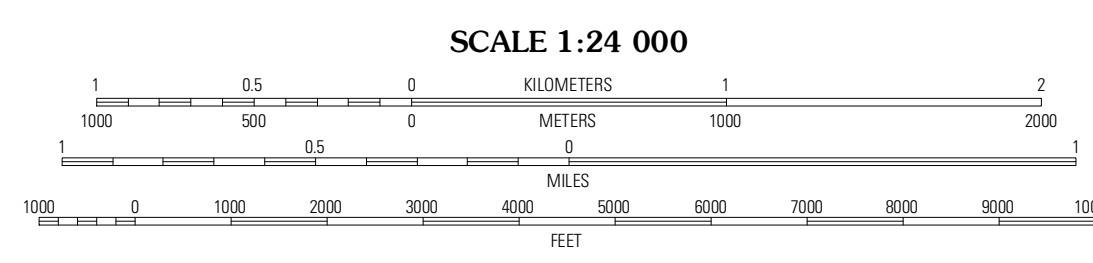 SCALE 1:24 000
1 0.5 0 KILOMETERS 1 2
1000 500 0 METERS 1000 2000
1 0.5 0 1
MILES
1000 0 1000 2000 3000 4000 5000 6000 7000 8000 9000
FEET